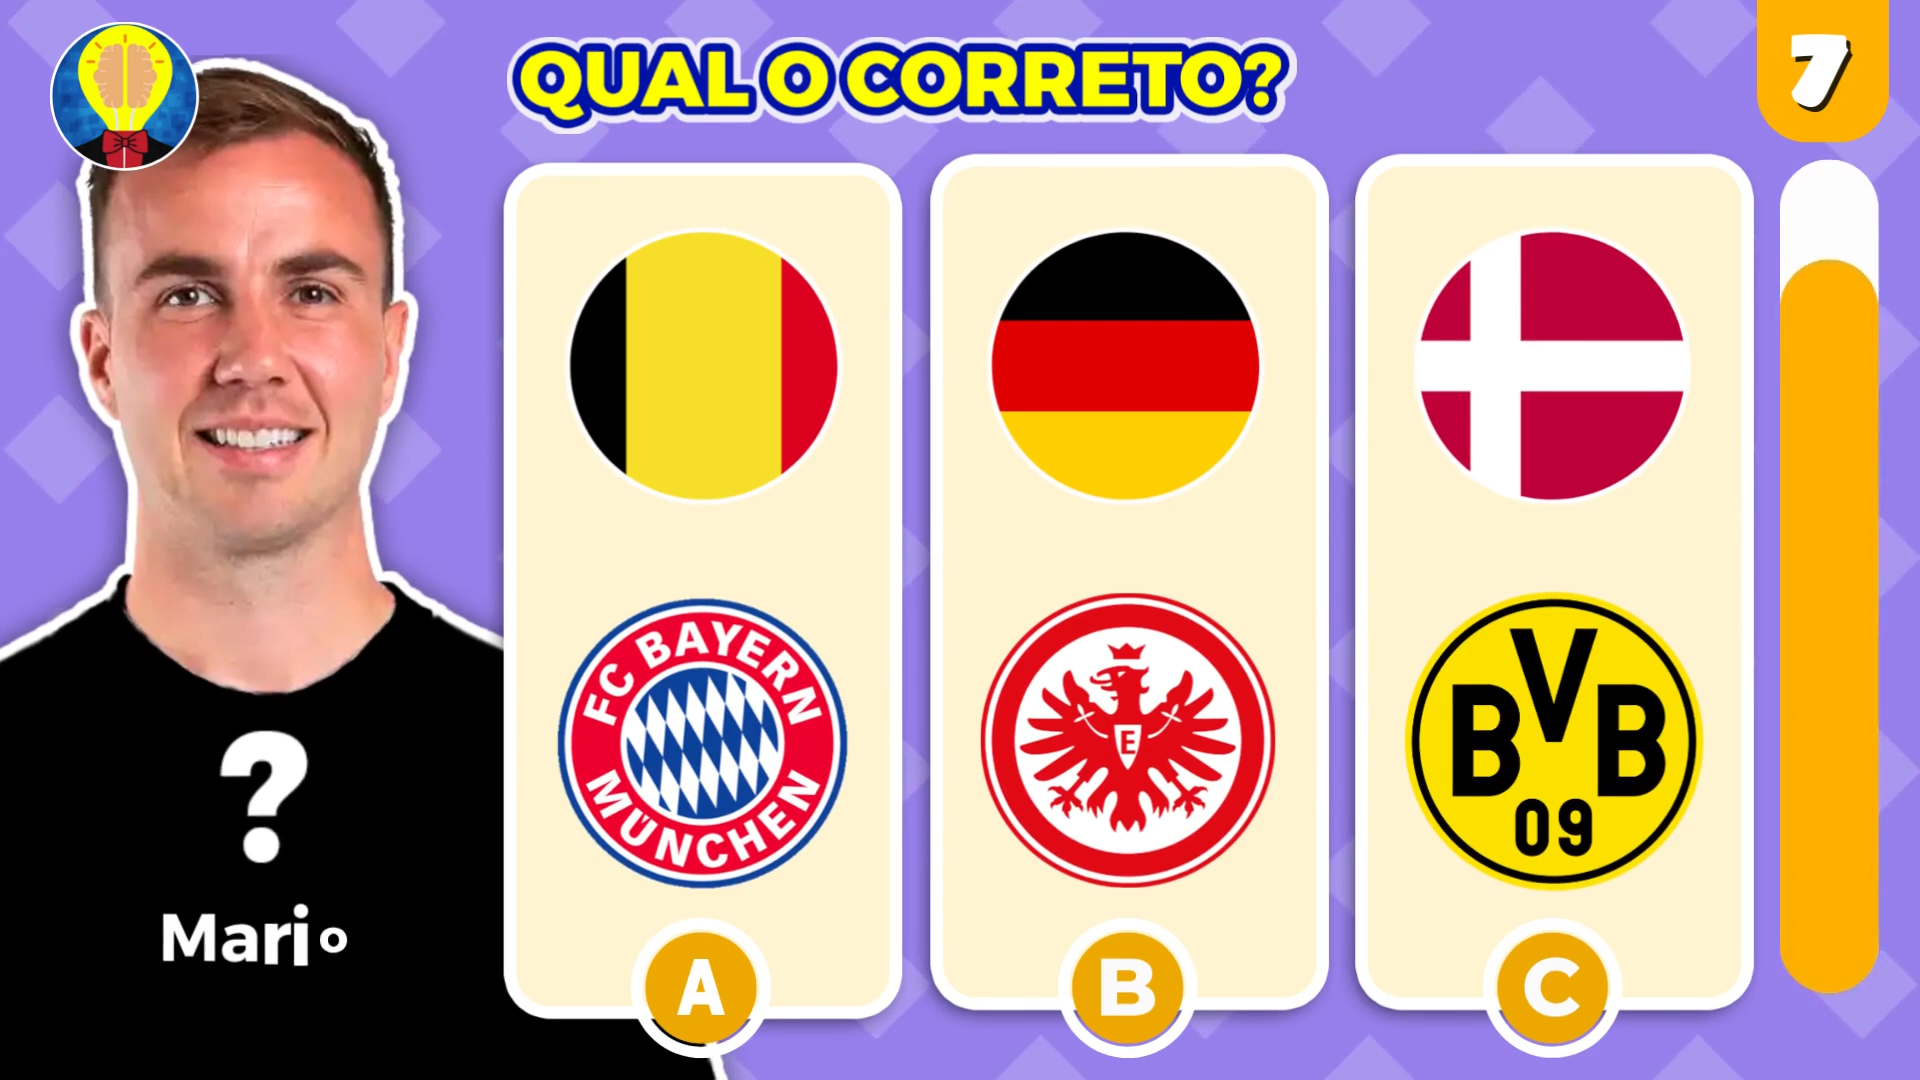 QUAL O CORRETO?
7
FC BAYERN
MÜNCHEN
E
BVB
09
?
Mario
A
B
C